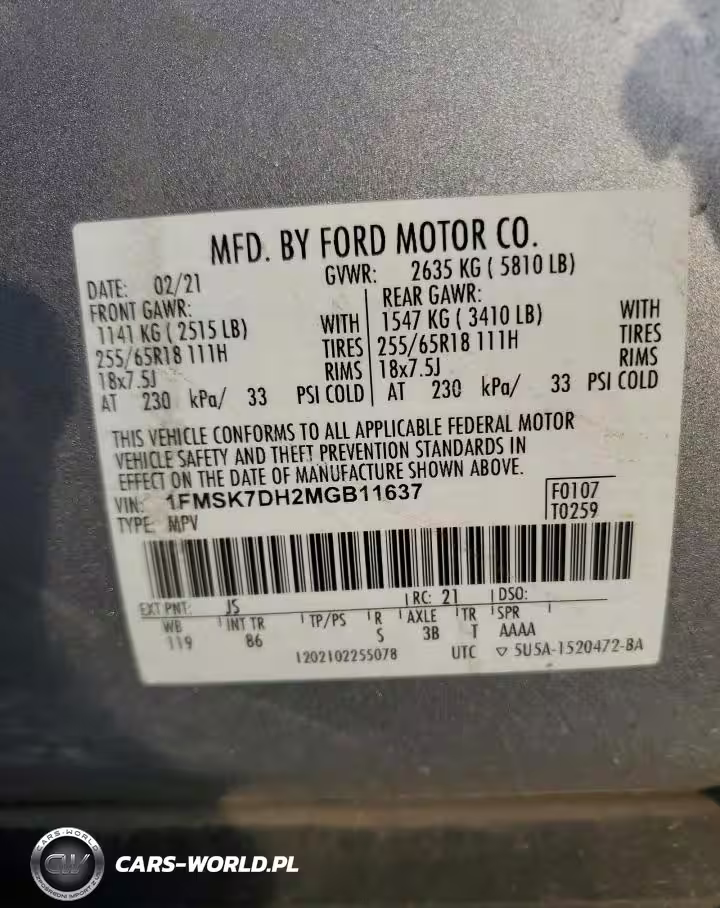 MFD. BY FORD MOTOR CO.
DATE: 02/21 GVWR: 2635 KG ( 5810 LB)
FRONT GAWR: REAR GAWR:
1141 KG ( 2515 LB) WITH 1547 KG ( 3410 LB) WITH
255/65R18 111H TIRES 255/65R18 111H TIRES
18x7.5J RIMS 18x7.5J RIMS
AT 230 kPa/ 33 PSI COLD AT 230 kPa/ 33 PSI COLD
THIS VEHICLE CONFORMS TO ALL APPLICABLE FEDERAL MOTOR
VEHICLE SAFETY AND THEFT PREVENTION STANDARDS IN
EFFECT ON THE DATE OF MANUFACTURE SHOWN ABOVE.
VIN: 1FMSK7DH2MGB11637 F0107
TYPE: MPV T0259
EXT PNT: JS RC: 21 DSO:
WB INT TR TP/PS R AXLE TR SPR
119 86 S 3B T AAAA
1202102255078 UTC ▽ 5U5A-1520472-BA
CARS-WORLD
CW
CARS-WORLD.PL